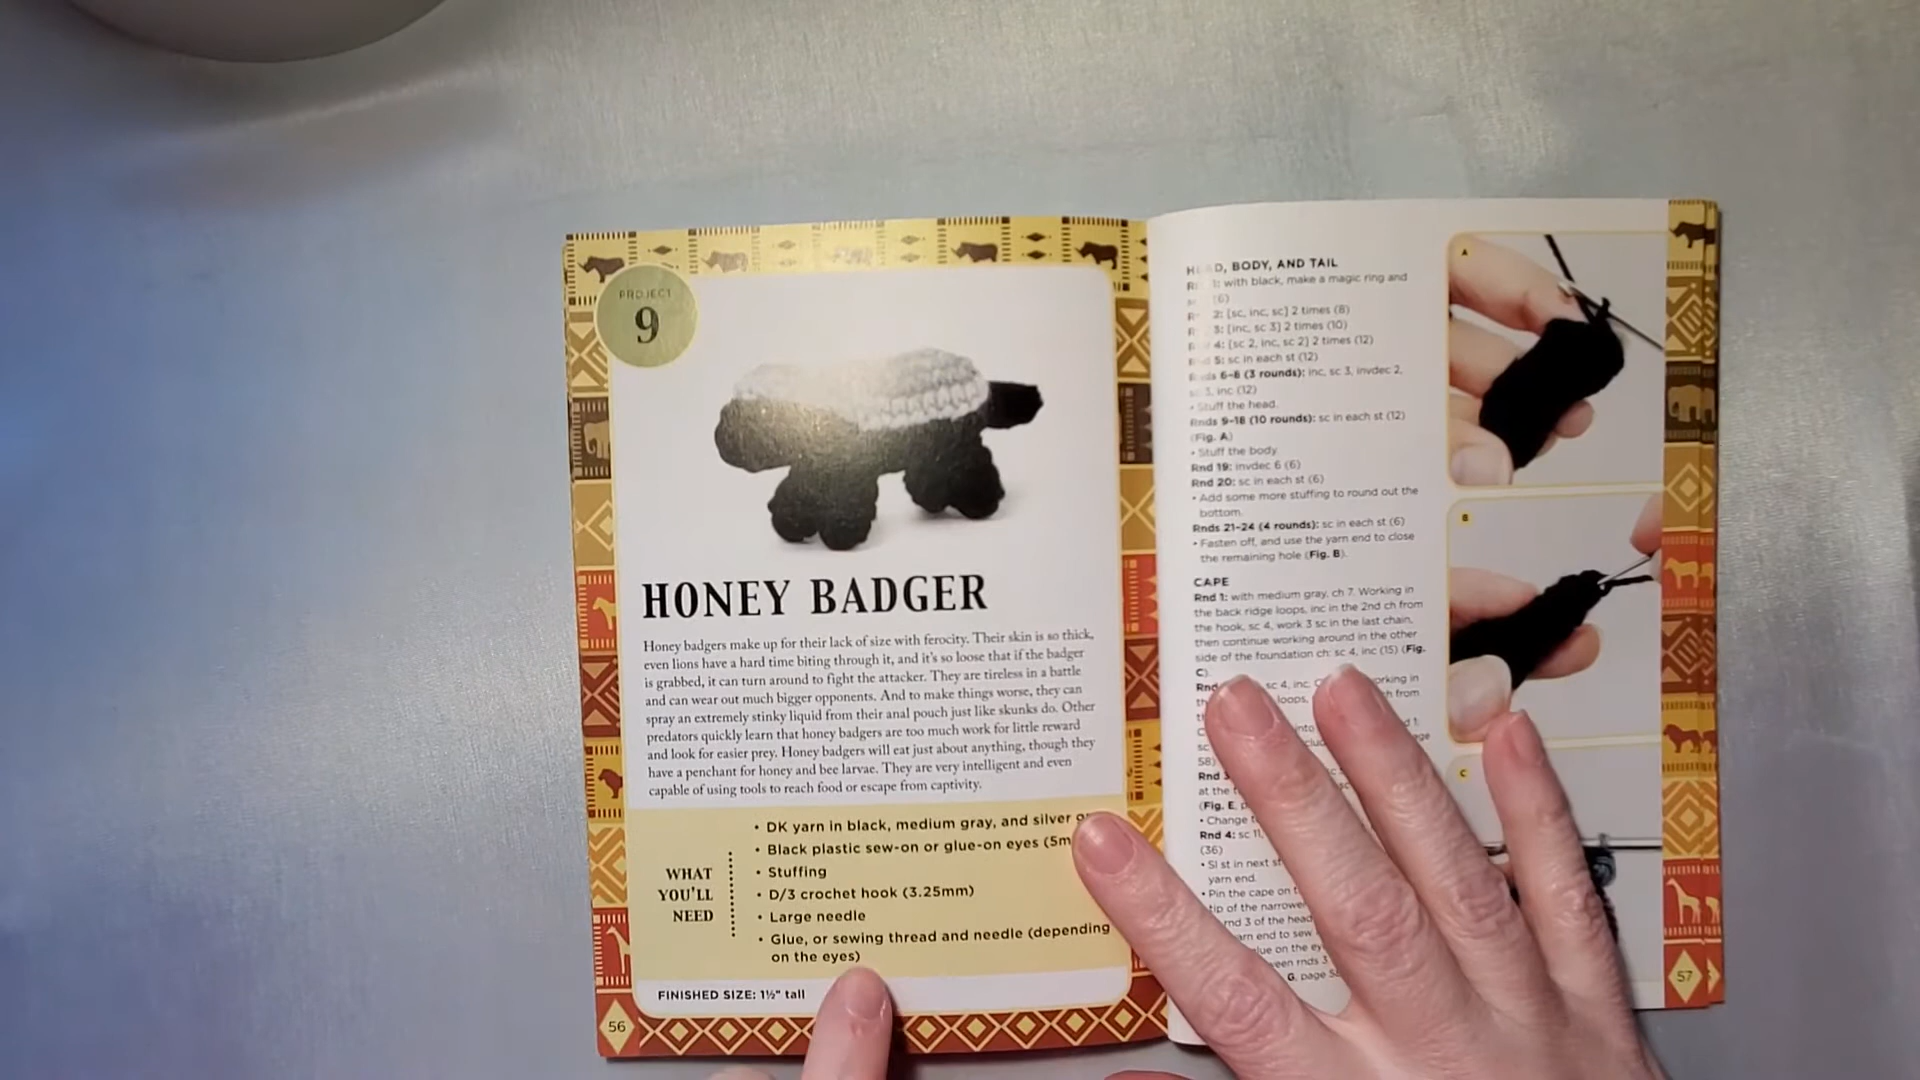 PROJECT
9
HONEY BADGER
Honey badgers make up for their lack of size with ferocity. Their skin is so thick,
even lions have a hard time biting through it, and it's so loose that if the badger
is grabbed, it can turn around to fight the attacker. They are tireless in a battle
and can wear out much bigger opponents. And to make things worse, they can
spray an extremely stinky liquid from their anal pouch just like skunks do. Other
predators quickly learn that honey badgers are too much work for little reward
and look for easier prey. Honey badgers will eat just about anything, though they
have a penchant for honey and bee larvae. They are very intelligent and even
capable of using tools to reach food or escape from captivity.
WHAT
YOU'LL
NEED
• DK yarn in black, medium gray, and silver
• Black plastic sew-on or glue-on eyes (5m
• Stuffing
• D/3 crochet hook (3.25mm)
• Large needle
• Glue, or sewing thread and needle (depending
on the eyes)
FINISHED SIZE: 1½" tall
56
BODY, AND TAIL
1: with black, make a magic ring and
(6)
2: [sc, inc, sc] 2 times (8)
3: [inc, sc 3] 2 times (10)
4: [sc 2, inc, sc 2] 2 times (12)
5: sc in each st (12)
6–8 (3 rounds): inc, sc 3, invdec 2,
3, inc (12)
• Stuff the head.
Rnds 9–18 (10 rounds): sc in each st (12)
(Fig. A)
• Stuff the body.
Rnd 19: invdec 6 (6)
Rnd 20: sc in each st (6)
• Add some more stuffing to round out the
bottom.
Rnds 21–24 (4 rounds): sc in each st (6)
• Fasten off, and use the yarn end to close
the remaining hole (Fig. B).
CAPE
Rnd 1: with medium gray, ch 7. Working in
the back ridge loops, inc in the 2nd ch from
the hook, sc 4, work 3 sc in the last chain,
then continue working around in the other
side of the foundation ch: sc 4, inc (15) (Fig.
C).
Rnd sc 4, inc. orking in
loops, from
into 1:
sc
58)
Rnd 3
at the
(Fig. E, p
• Change
Rnd 4: sc 11,
(36)
• Sl st in next st
yarn end.
• Pin the cape on
tip of the narrower
rnd 3 of the head
end to sew
on the
rnds 3
G, page 58
A
B
C
57